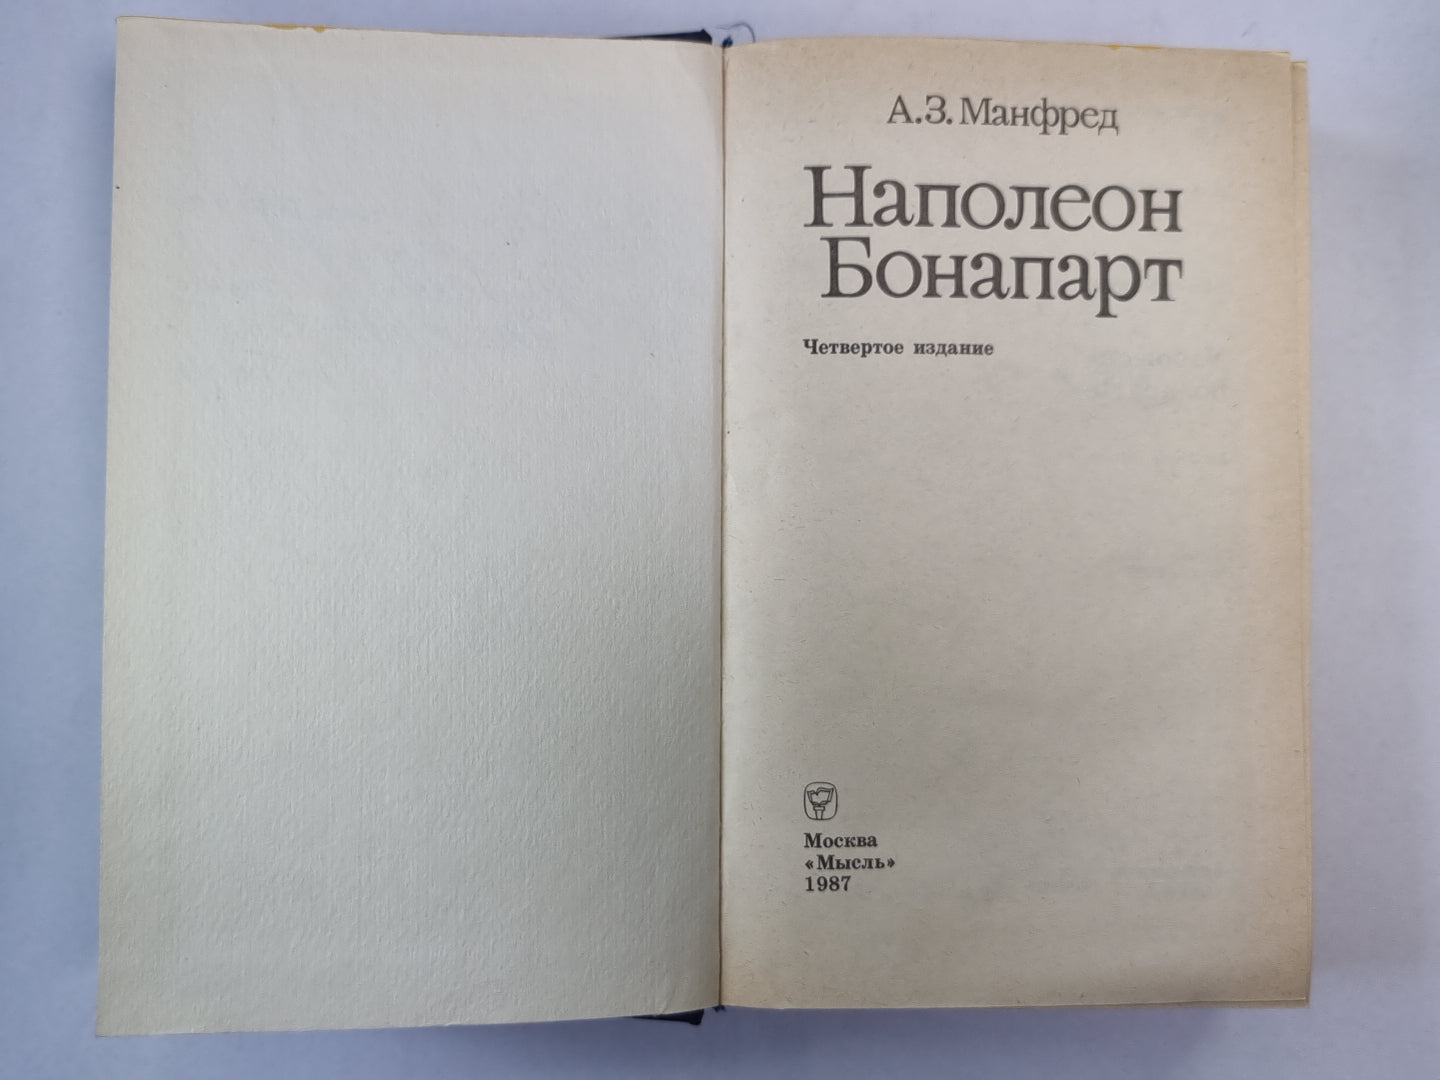 А.З. Манфред
Наполеон
Бонапарт
Четвертое издание
Москва
«Мысль»
1987